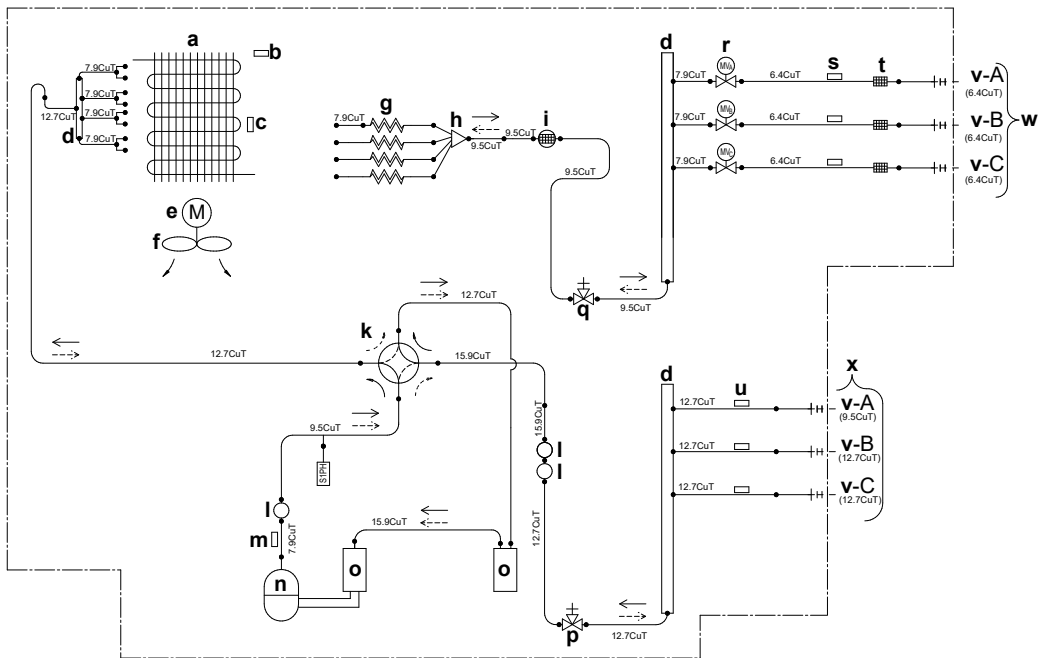 a
b
c
d
7.9CuT
7.9CuT
7.9CuT
7.9CuT
12.7CuT
e
M
f
g
h
i
7.9CuT
9.5CuT
9.5CuT
9.5CuT
d
r
s
t
7.9CuT
MVA
6.4CuT
v-A
(6.4CuT)
7.9CuT
MVB
6.4CuT
v-B
(6.4CuT)
w
7.9CuT
MVC
6.4CuT
v-C
(6.4CuT)
q
9.5CuT
12.7CuT
k
12.7CuT
15.9CuT
9.5CuT
S1PH
l
m
7.9CuT
n
o
15.9CuT
o
15.9CuT
l
l
12.7CuT
p
12.7CuT
d
u
x
12.7CuT
v-A
(9.5CuT)
12.7CuT
v-B
(12.7CuT)
12.7CuT
v-C
(12.7CuT)